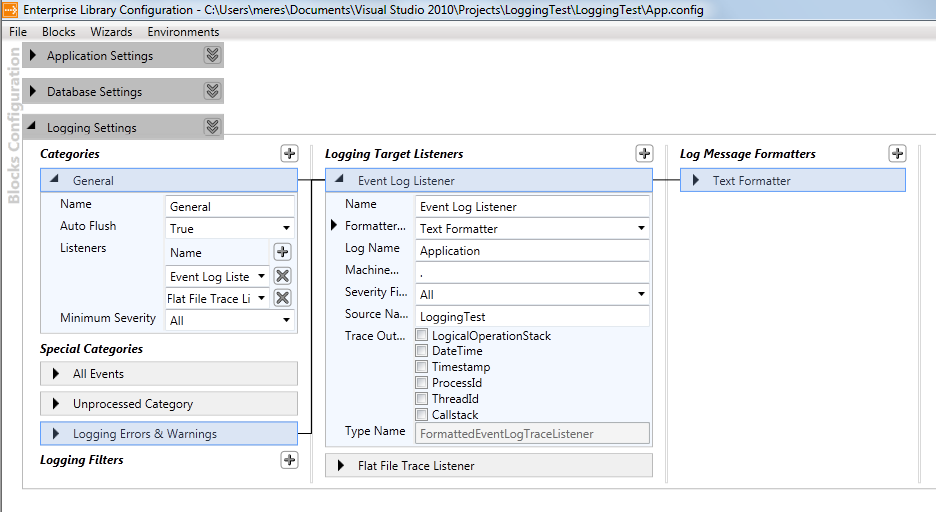 Enterprise Library Configuration - C:\Users\meres\Documents\Visual Studio 2010\Projects\LoggingTest\LoggingTest\App.config
File Blocks Wizards Environments
Blocks Configuration
Application Settings
Database Settings
Logging Settings
Categories
General
Name General
Auto Flush True
Listeners Name
Event Log Liste
Flat File Trace Li
Minimum Severity All
Special Categories
All Events
Unprocessed Category
Logging Errors & Warnings
Logging Filters
Logging Target Listeners
Event Log Listener
Name Event Log Listener
Formatter... Text Formatter
Log Name Application
Machine... .
Severity Fi... All
Source Na... LoggingTest
Trace Out... LogicalOperationStack
DateTime
Timestamp
ProcessId
ThreadId
Callstack
Type Name FormattedEventLogTraceListener
Flat File Trace Listener
Log Message Formatters
Text Formatter